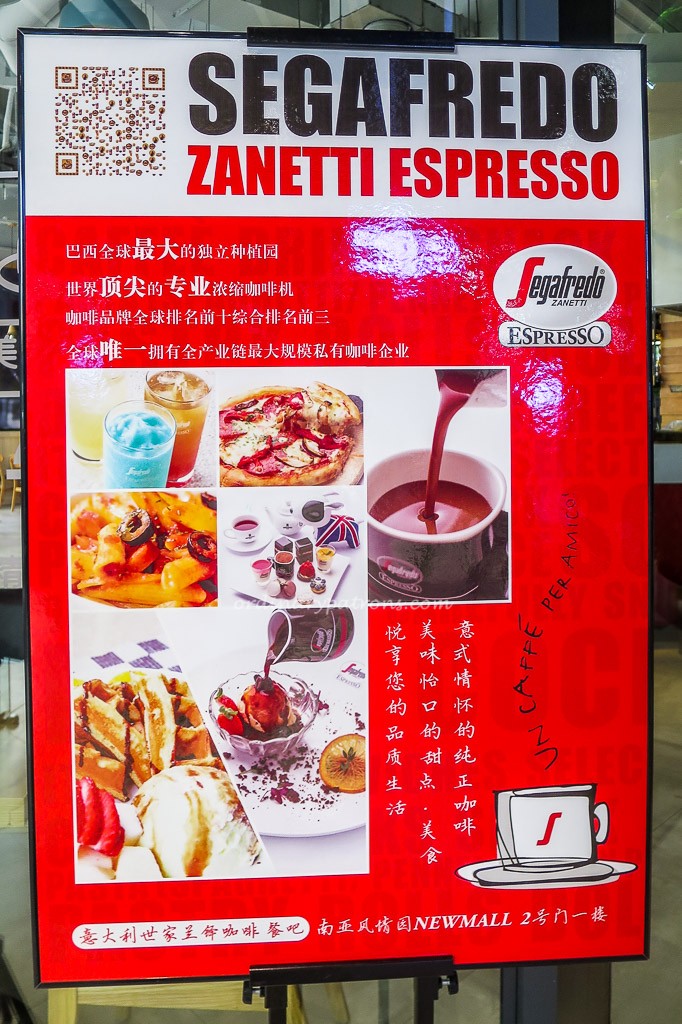 SEGAFREDO
ZANETTI ESPRESSO
巴西全球最大的独立种植园
世界顶尖的专业浓缩咖啡机
咖啡品牌全球排名前十综合排名前三
全球唯一拥有全产业链最大规模私有咖啡企业
Segafredo
ZANETTI
ESPRESSO
意式情怀的纯正咖啡
美味怡口的甜点·美食
悦享您的品质生活
CAFFÈ PER AMICO
意大利世家兰铎咖啡餐吧
南亚风情园NEWMALL 2号门一楼